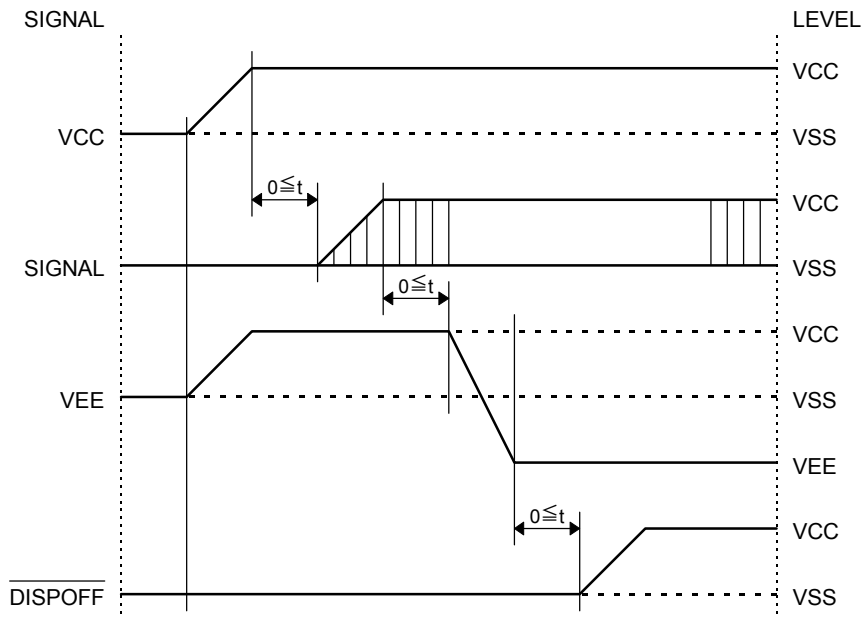 SIGNAL LEVEL
VCC
VCC VSS
0≦t VCC
SIGNAL VSS
0≦t
VCC
VEE VSS
VEE
0≦t VCC
DISPOFF VSS